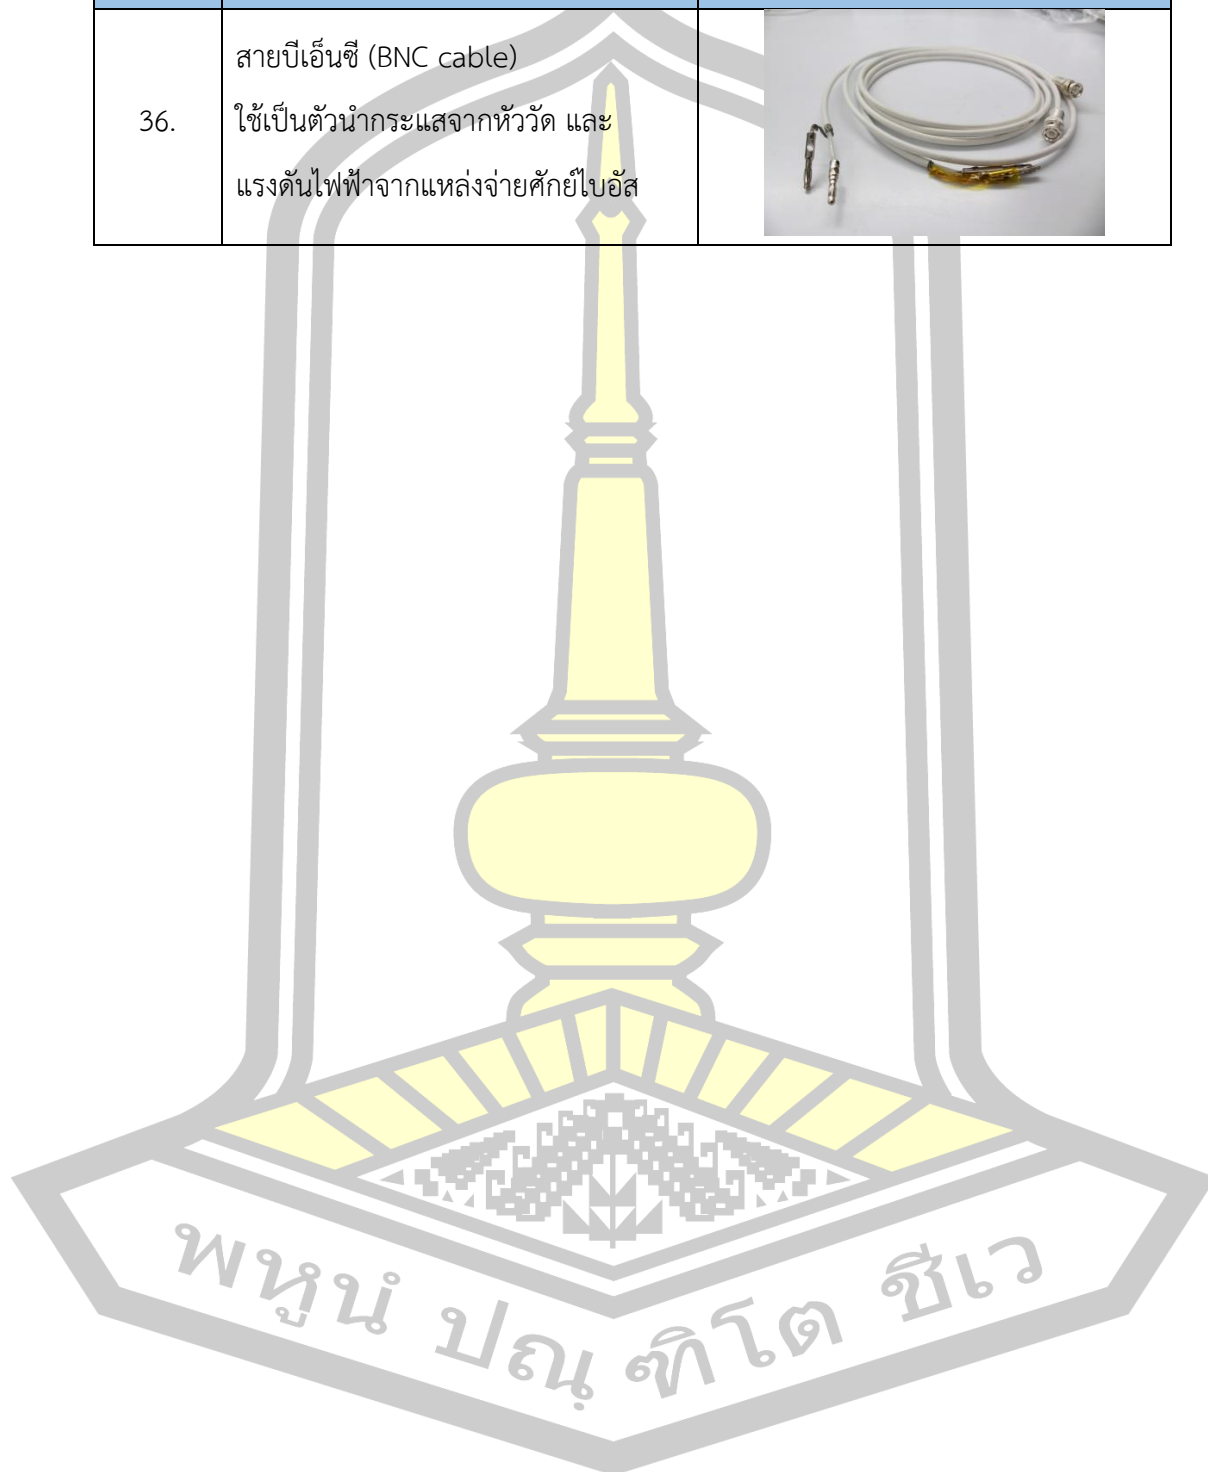 36.
สายบีเอ็นซี (BNC cable)
ใช้เป็นตัวนำกระแสจากหัววัด และ
แรงดันไฟฟ้าจากแหล่งจ่ายศักย์ไบอัส
พหูนํ ปณฺฑิโต ชีเว